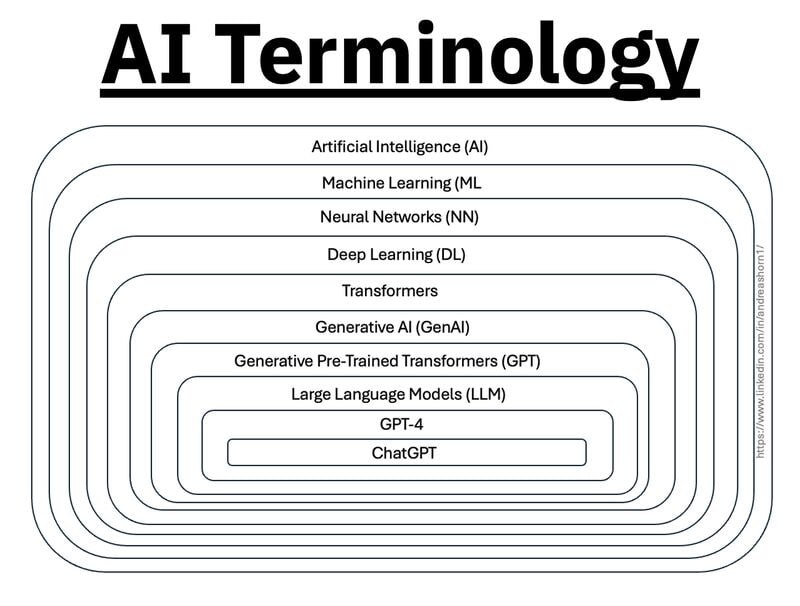 AI Terminology
Artificial Intelligence (AI)
Machine Learning (ML
Neural Networks (NN)
Deep Learning (DL)
Transformers
Generative AI (GenAI)
Generative Pre-Trained Transformers (GPT)
Large Language Models (LLM)
GPT-4
ChatGPT
https://www.linkedin.com/in/andreashorn1/